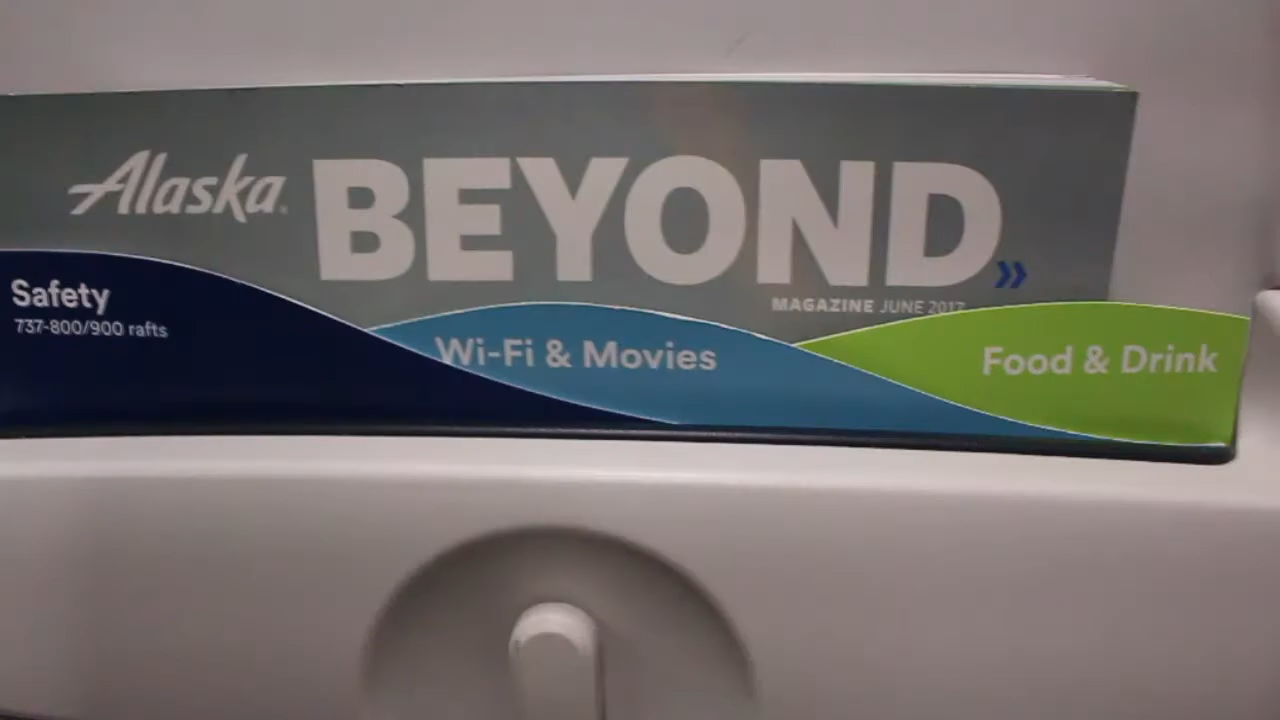 Alaska®
BEYOND
MAGAZINE JUNE 2017
Safety
737-800/900 rafts
Wi-Fi & Movies
Food & Drink